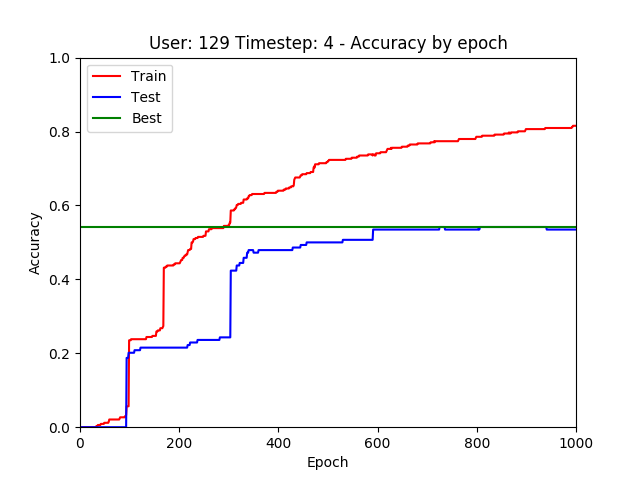 User: 129 Timestep: 4 - Accuracy by epoch
1.0
Train
Test
Best
0.8
0.6
Accuracy
0.4
0.2
0.0
0 200 400 600 800 1000
Epoch